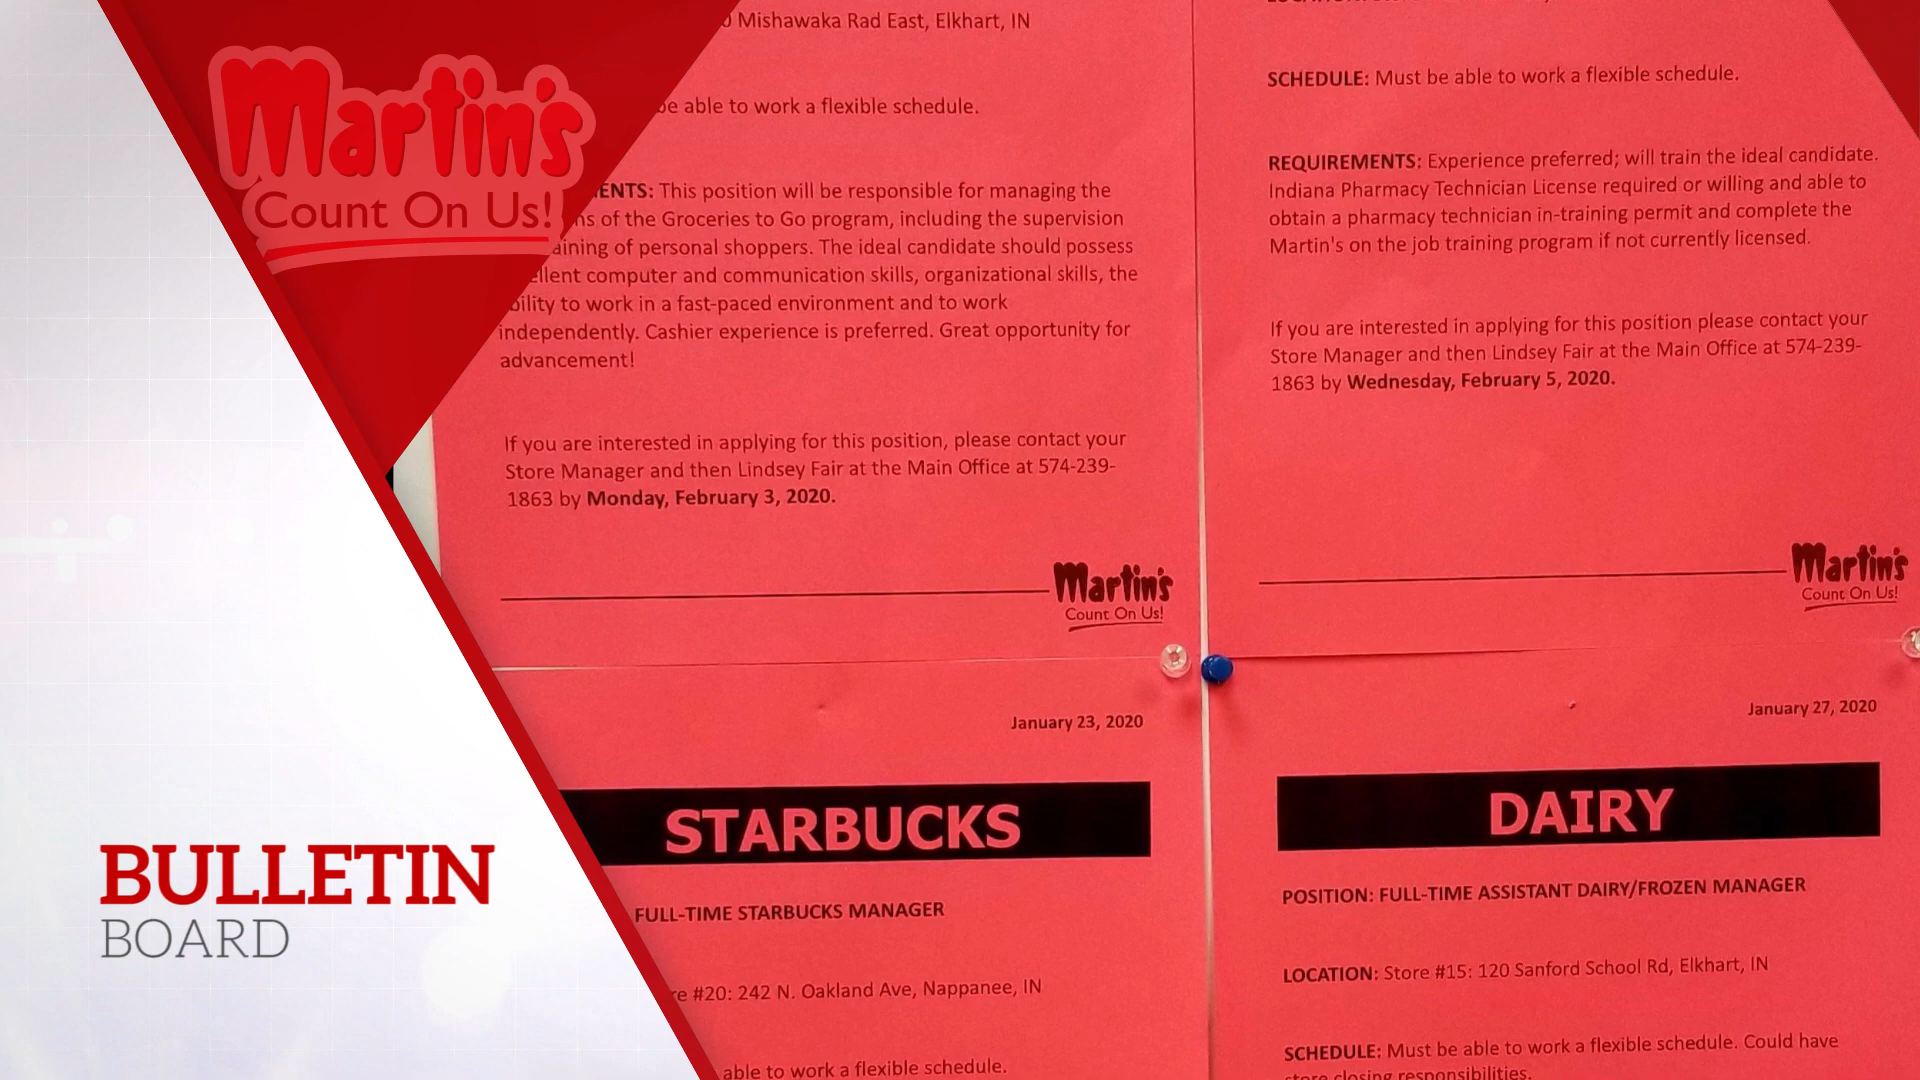 Martin's
Count On Us!
BULLETIN
BOARD
Mishawaka Rad East, Elkhart, IN
be able to work a flexible schedule.
This position will be responsible for managing the
of the Groceries to Go program, including the supervision
of personal shoppers. The ideal candidate should possess
computer and communication skills, organizational skills, the
to work in a fast-paced environment and to work
independently. Cashier experience is preferred. Great opportunity for
advancement!
If you are interested in applying for this position, please contact your
Store Manager and then Lindsey Fair at the Main Office at 574-239-
1863 by Monday, February 3, 2020.
Martin's
Count On Us!
SCHEDULE: Must be able to work a flexible schedule.
REQUIREMENTS: Experience preferred; will train the ideal candidate.
Indiana Pharmacy Technician License required or willing and able to
obtain a pharmacy technician in-training permit and complete the
Martin's on the job training program if not currently licensed.
If you are interested in applying for this position please contact your
Store Manager and then Lindsey Fair at the Main Office at 574-239-
1863 by Wednesday, February 5, 2020.
Martin's
Count On Us!
January 23, 2020
STARBUCKS
FULL-TIME STARBUCKS MANAGER
#20: 242 N. Oakland Ave, Nappanee, IN
able to work a flexible schedule.
January 27, 2020
DAIRY
POSITION: FULL-TIME ASSISTANT DAIRY/FROZEN MANAGER
LOCATION: Store #15: 120 Sanford School Rd, Elkhart, IN
SCHEDULE: Must be able to work a flexible schedule. Could have
store closing responsibilities.